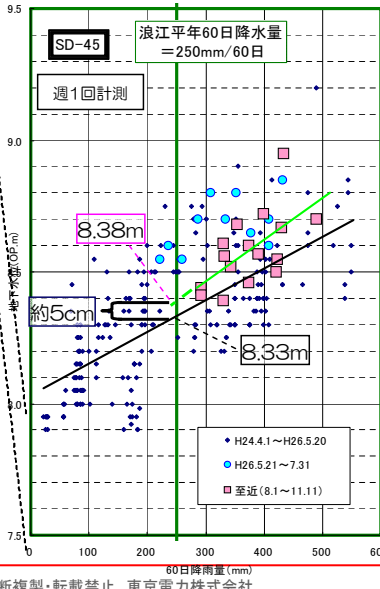 9.5
SD-45
浪江平年60日降水量
＝250mm/60日
週1回計測
9.0
8.38m
約5cm
8.33m
8.0
H24.4.1～H26.5.20
H26.5.21～7.31
至近(8.1～11.11)
7.5
0 100 200 300 400 500
60日降雨量(mm)
複製・転載禁止 東京電力株式会社